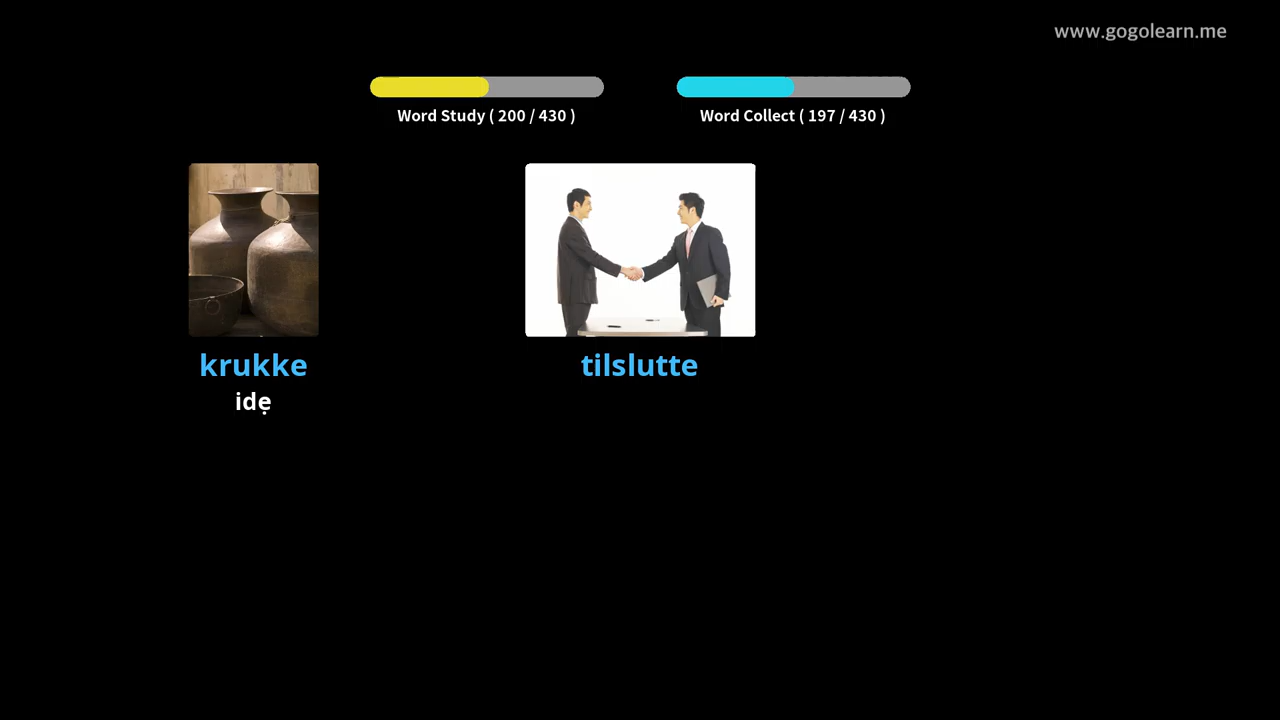 www.gogolearn.me
Word Study ( 200 / 430 )
Word Collect ( 197 / 430 )
krukke
idẹ
tilslutte